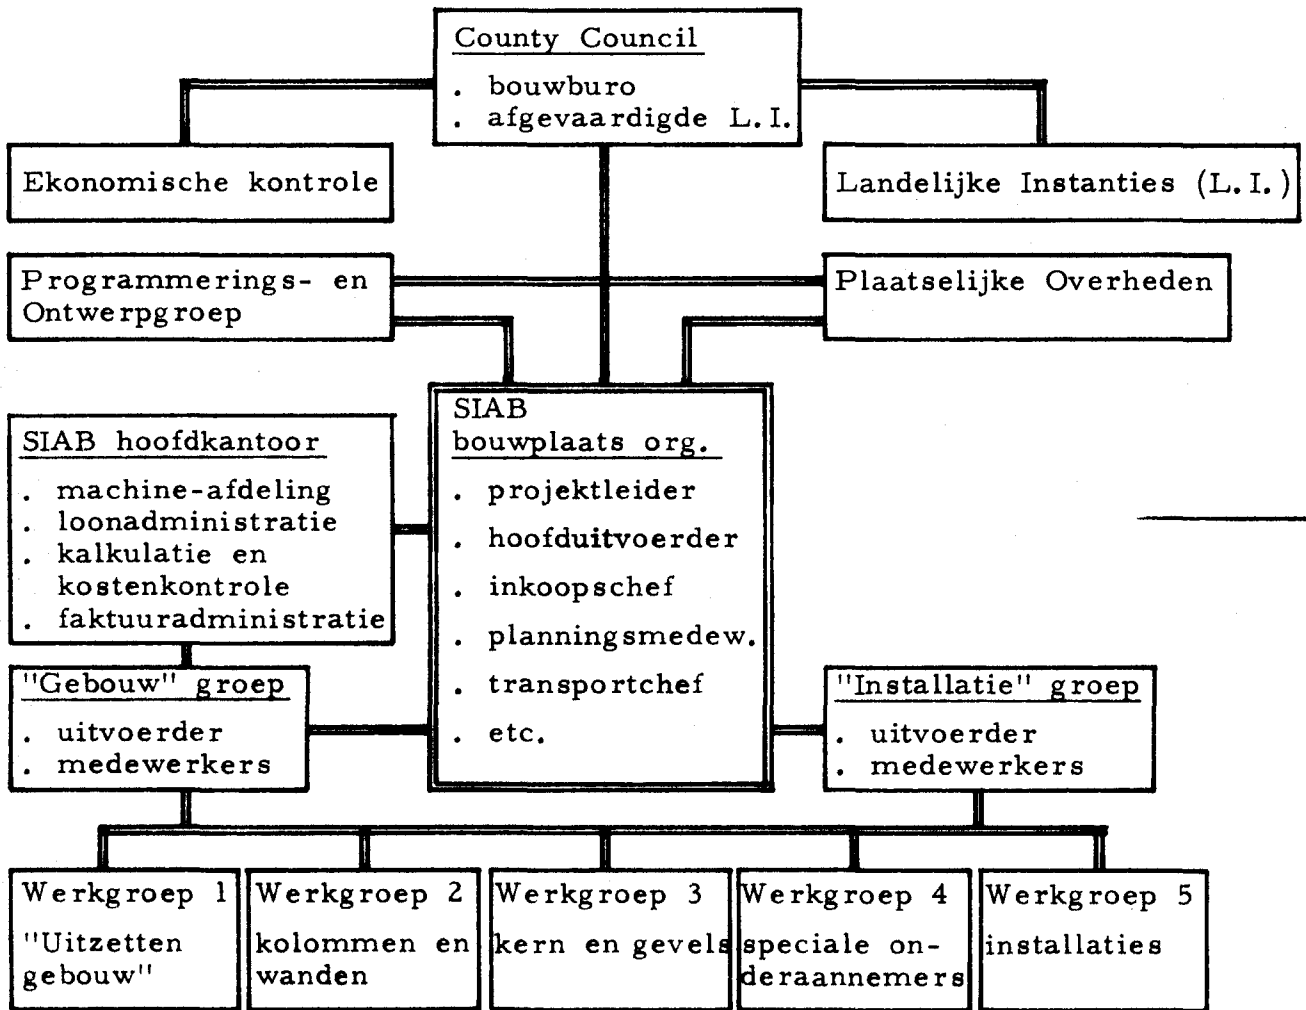 County Council
. bouwburo
. afgevaardigde L.I.
Ekonomische kontrole
Landelijke Instanties (L.I.)
Programmerings- en
Ontwerpgroep
Plaatselijke Overheden
SIAB hoofdkantoor
. machine-afdeling
. loonadministratie
. kalkulatie en
kostenkontrole
. faktuuradministratie
SIAB
bouwplaats org.
. projektleider
. hoofduitvoerder
. inkoopschef
. planningsmedew.
. transportchef
. etc.
"Gebouw" groep
. uitvoerder
. medewerkers
"Installatie" groep
. uitvoerder
. medewerkers
Werkgroep 1
"Uitzetten
gebouw"
Werkgroep 2
kolommen en
wanden
Werkgroep 3
kern en gevels
Werkgroep 4
speciale on-
deraannemers
Werkgroep 5
installaties